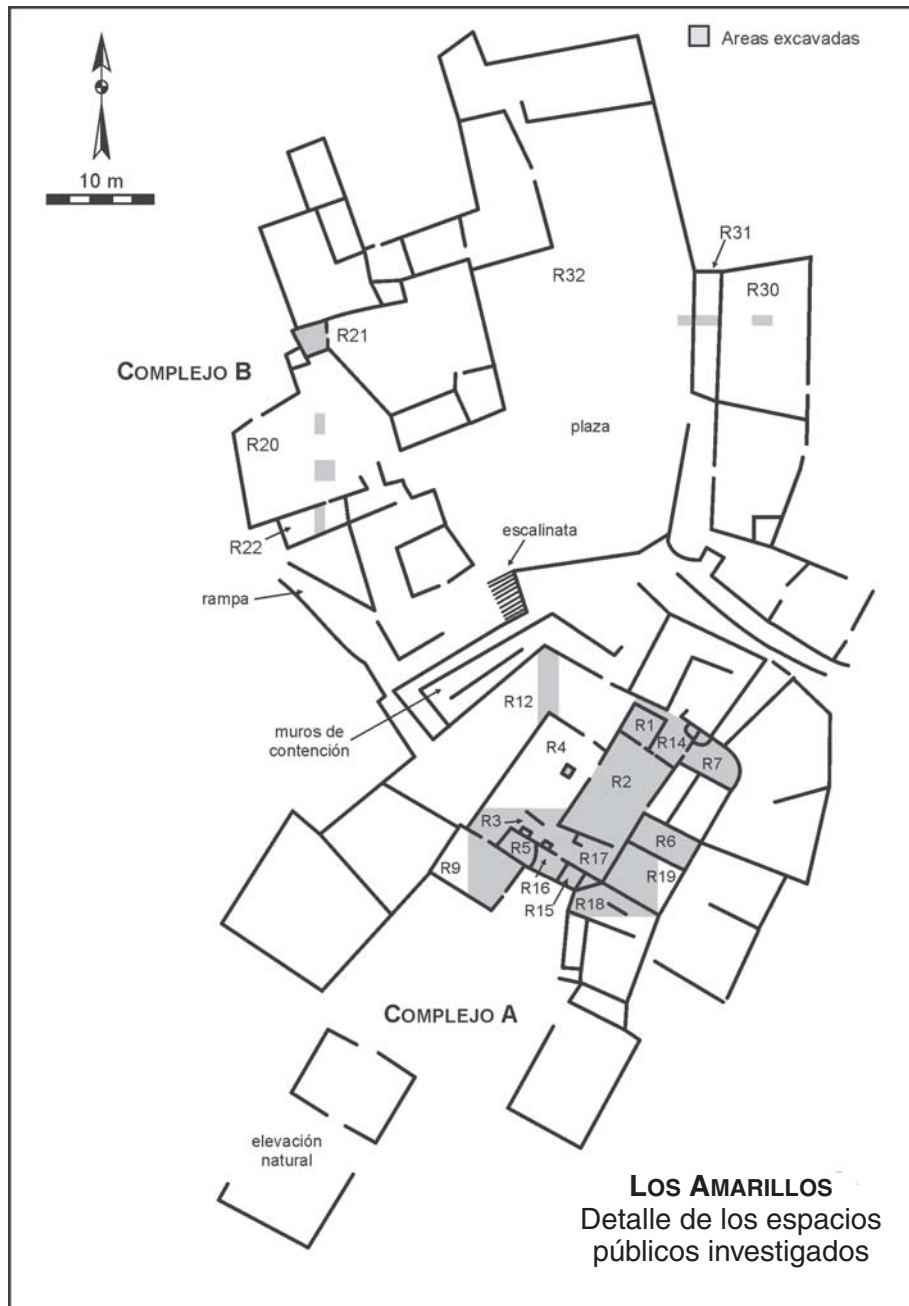 Areas excavadas
10 m
R31
R32
R30
R21
COMPLEJO B
plaza
R20
escalinata
R22
rampa
R12
muros de
contención
R1
R4
R14
R7
R2
R3
R6
R5
R17
R9
R16
R19
R15
R18
COMPLEJO A
elevación
natural
LOS AMARILLOS
Detalle de los espacios
públicos investigados